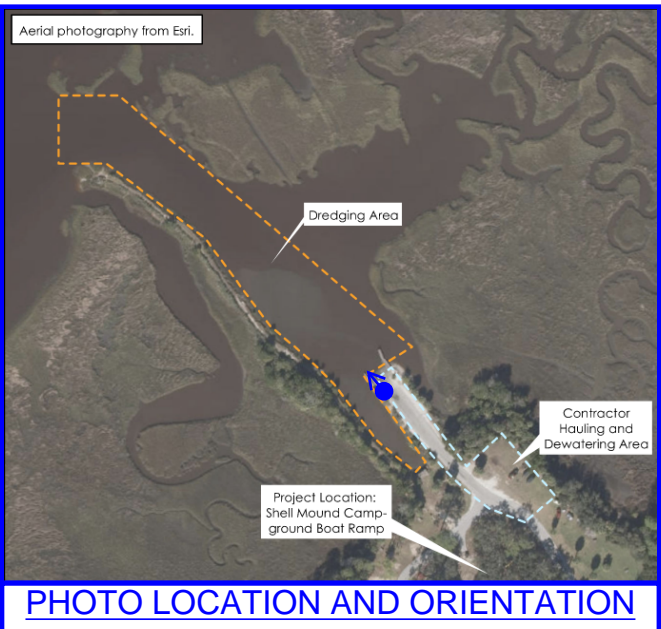 Aerial photography from Esri.
Dredging Area
Contractor
Hauling and
Dewatering Area
Project Location:
Shell Mound Camp-
ground Boat Ramp
PHOTO LOCATION AND ORIENTATION